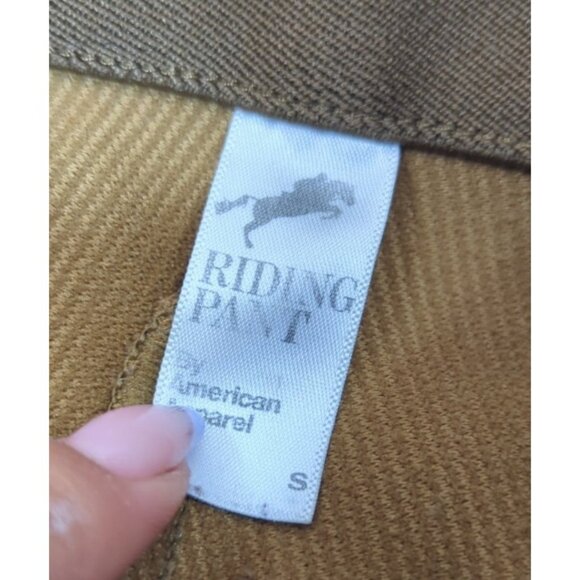 RIDING
PANT
By
American
Apparel
S